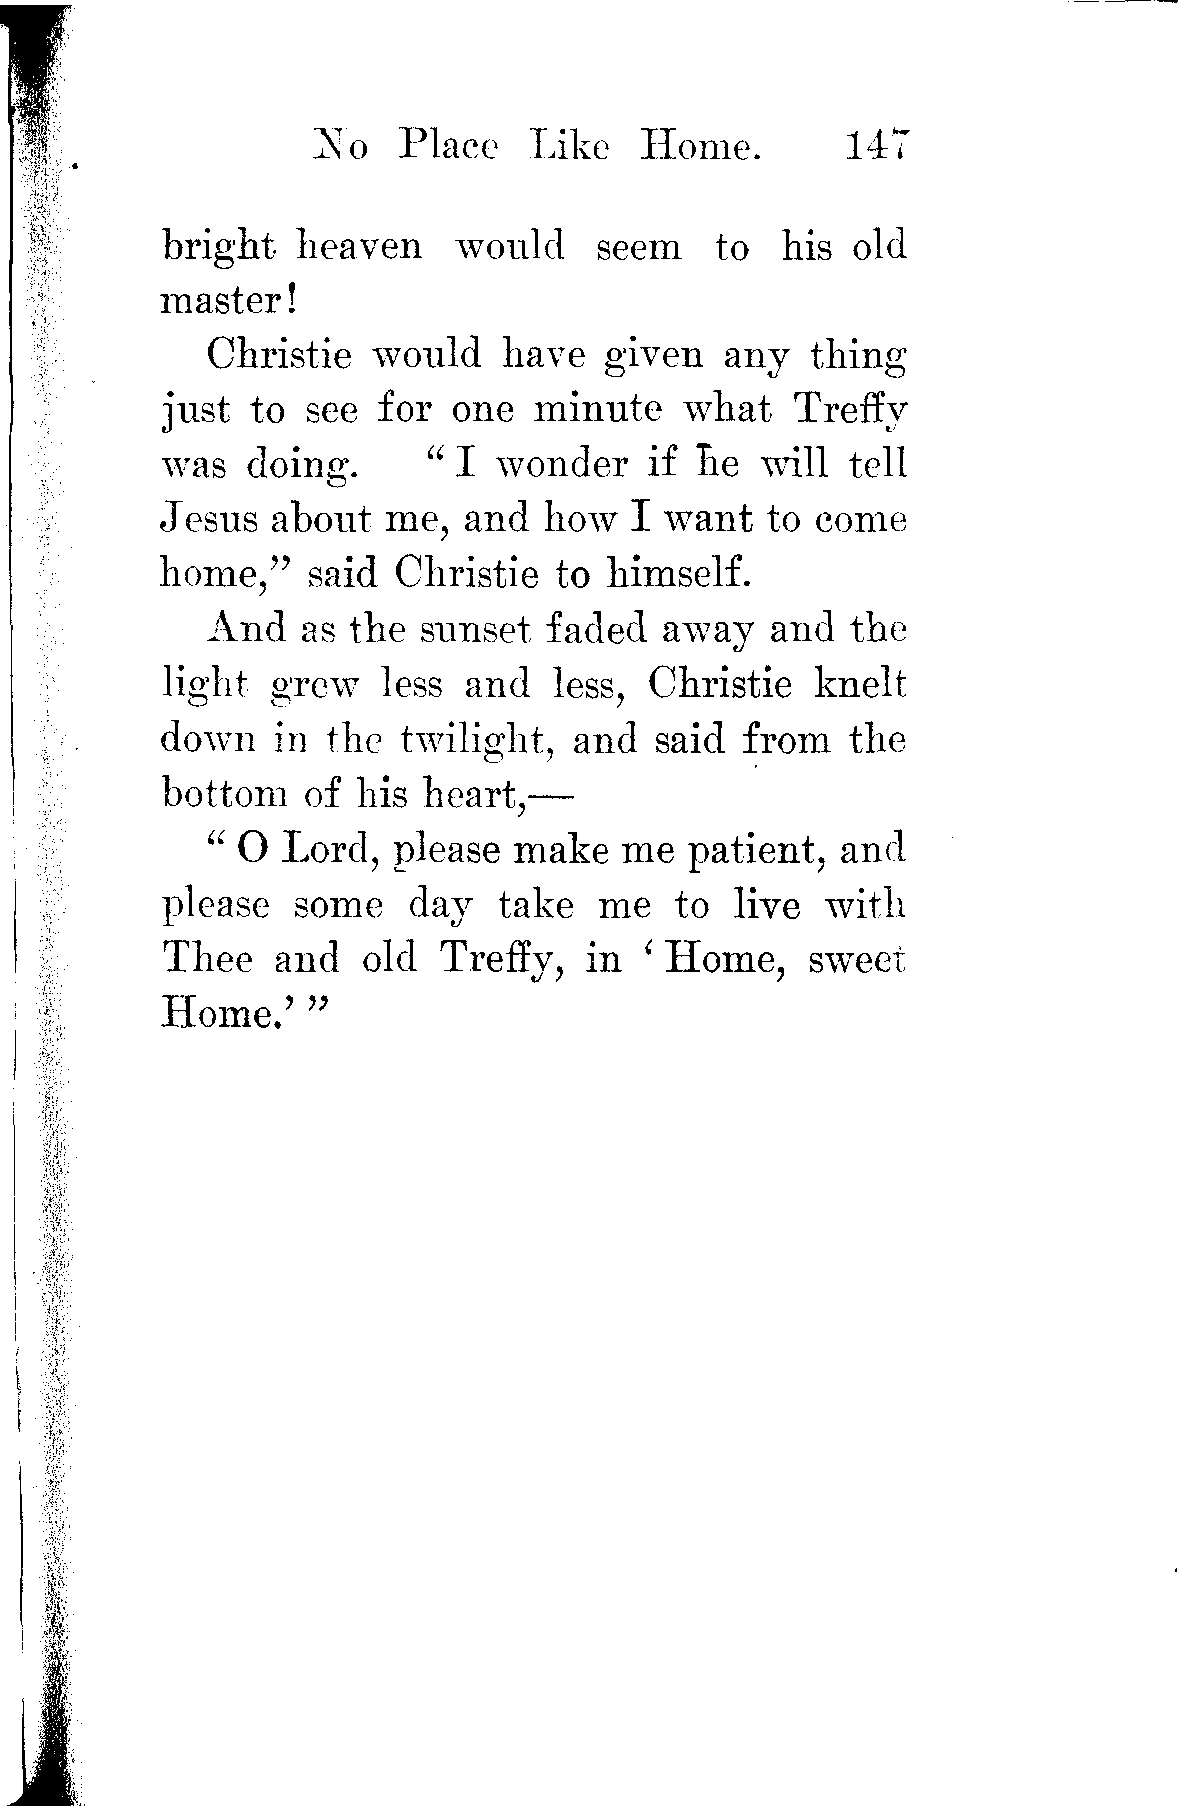 No Place Like Home. 147
bright heaven would seem to his old
master!
Christie would have given any thing
just to see for one minute what Treffy
was doing. “ I wonder if he will tell
Jesus about me, and how I want to come
home,” said Christie to himself.
And as the sunset faded away and the
light grew less and less, Christie knelt
down in the twilight, and said from the
bottom of his heart,—
“ O Lord, please make me patient, and
please some day take me to live with
Thee and old Treffy, in ‘ Home, sweet
Home.’ ”